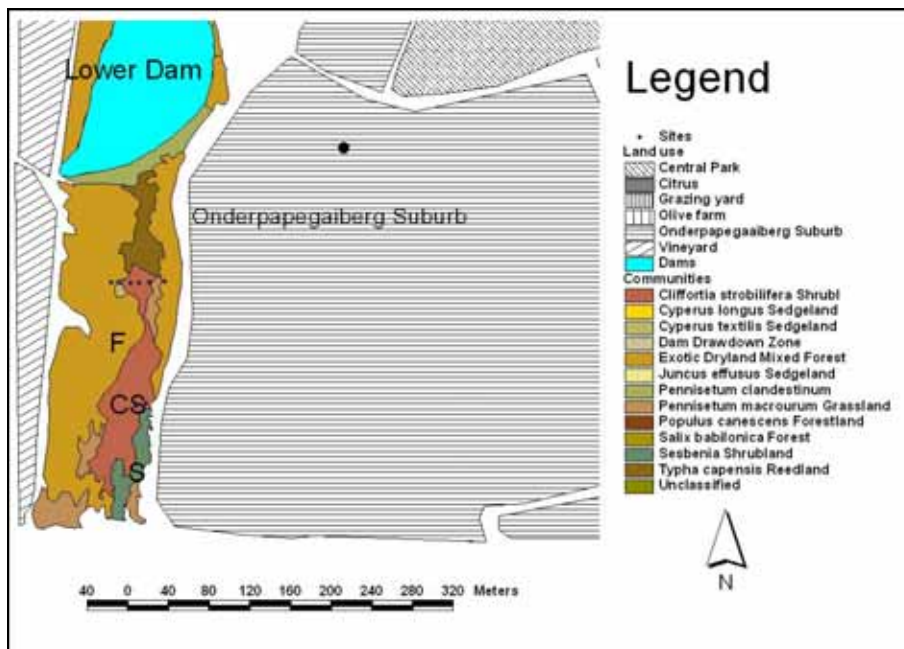 Lower Dam
Onderpapegaiberg Suburb
F
CS
S
40 0 40 80 120 160 200 240 280 320 Meters
Legend
Sites
Land use
Central Park
Citrus
Grazing yard
Olive farm
Onderpapegaaiberg Suburb
Vineyard
Dams
Communities
Cliffortia strobilifera Shrubl
Cyperus longus Sedgeland
Cyperus textilis Sedgeland
Dam Drawdown Zone
Exotic Dryland Mixed Forest
Juncus effusus Sedgeland
Pennisetum clandestinum
Pennisetum macrourum Grassland
Populus canescens Forestland
Salix babilonica Forest
Sesbenia Shrubland
Typha capensis Reedland
Unclassified
N